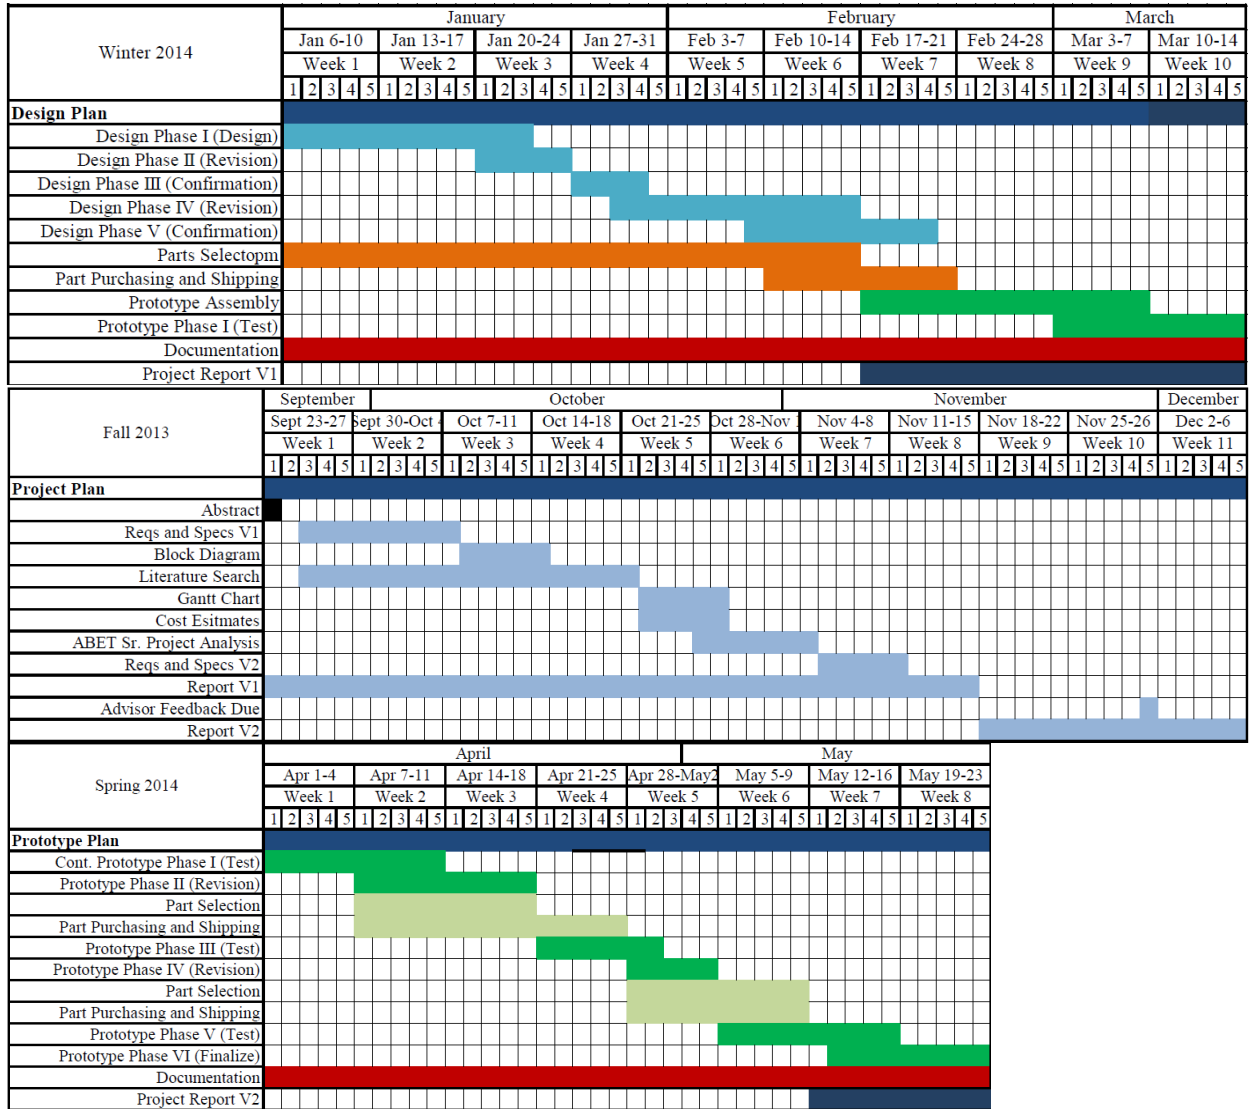 Winter 2014
January February March
Jan 6-10 Jan 13-17 Jan 20-24 Jan 27-31 Feb 3-7 Feb 10-14 Feb 17-21 Feb 24-28 Mar 3-7 Mar 10-14
Week 1 Week 2 Week 3 Week 4 Week 5 Week 6 Week 7 Week 8 Week 9 Week 10
1 2 3 4 5 1 2 3 4 5 1 2 3 4 5 1 2 3 4 5 1 2 3 4 5 1 2 3 4 5 1 2 3 4 5 1 2 3 4 5 1 2 3 4 5 1 2 3 4 5
Design Plan
Design Phase I (Design)
Design Phase II (Revision)
Design Phase III (Confirmation)
Design Phase IV (Revision)
Design Phase V (Confirmation)
Parts Selectopm
Part Purchasing and Shipping
Prototype Assembly
Prototype Phase I (Test)
Documentation
Project Report V1
Fall 2013
September October November December
Sept 23-27 Sept 30-Oct Oct 7-11 Oct 14-18 Oct 21-25 Oct 28-Nov 1 Nov 4-8 Nov 11-15 Nov 18-22 Nov 25-26 Dec 2-6
Week 1 Week 2 Week 3 Week 4 Week 5 Week 6 Week 7 Week 8 Week 9 Week 10 Week 11
1 2 3 4 5 1 2 3 4 5 1 2 3 4 5 1 2 3 4 5 1 2 3 4 5 1 2 3 4 5 1 2 3 4 5 1 2 3 4 5 1 2 3 4 5 1 2 3 4 5 1 2 3 4 5
Project Plan
Abstract
Reqs and Specs V1
Block Diagram
Literature Search
Gantt Chart
Cost Esitmates
ABET Sr. Project Analysis
Reqs and Specs V2
Report V1
Advisor Feedback Due
Report V2
Spring 2014
April May
Apr 1-4 Apr 7-11 Apr 14-18 Apr 21-25 Apr 28-May2 May 5-9 May 12-16 May 19-23
Week 1 Week 2 Week 3 Week 4 Week 5 Week 6 Week 7 Week 8
1 2 3 4 5 1 2 3 4 5 1 2 3 4 5 1 2 3 4 5 1 2 3 4 5 1 2 3 4 5 1 2 3 4 5 1 2 3 4 5
Prototype Plan
Cont. Prototype Phase I (Test)
Prototype Phase II (Revision)
Part Selection
Part Purchasing and Shipping
Prototype Phase III (Test)
Prototype Phase IV (Revision)
Part Selection
Part Purchasing and Shipping
Prototype Phase V (Test)
Prototype Phase VI (Finalize)
Documentation
Project Report V2